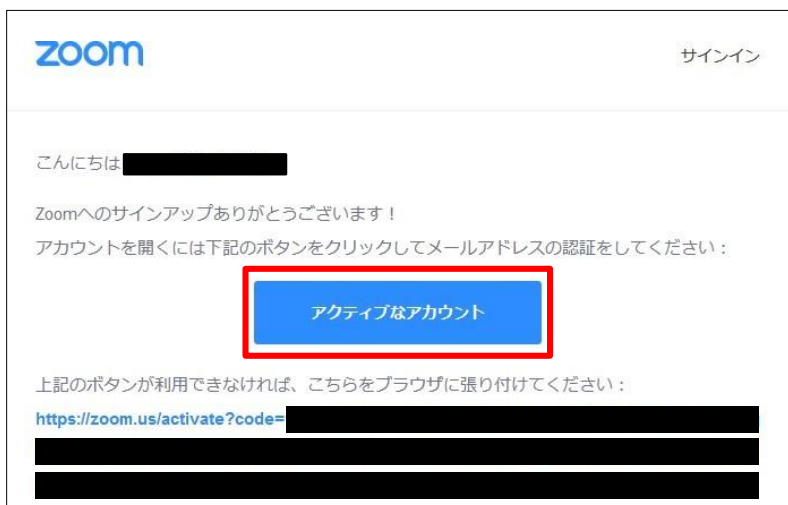 zoom
サインイン
こんにちは
Zoomへのサインアップありがとうございます！
アカウントを開くには下記のボタンをクリックしてメールアドレスの認証をしてください：
アクティブなアカウント
上記のボタンが利用できなければ、こちらをブラウザに張り付けてください：
https://zoom.us/activate?code=